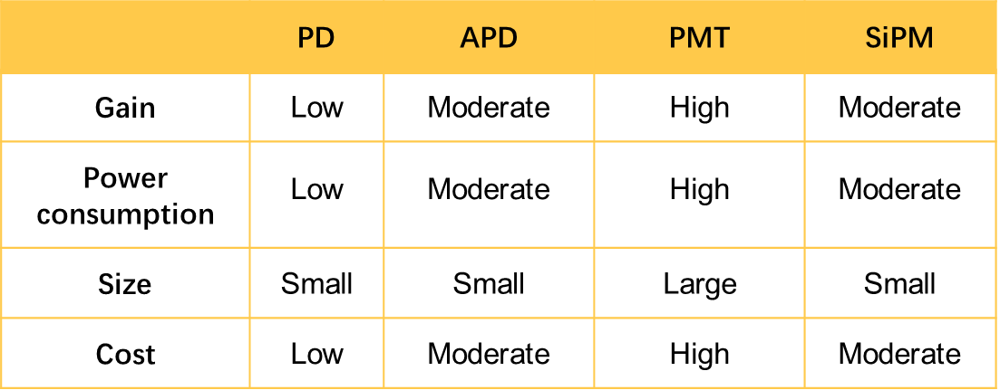 PD APD PMT SiPM
Gain Low Moderate High Moderate
Power
consumption Low Moderate High Moderate
Size Small Small Large Small
Cost Low Moderate High Moderate